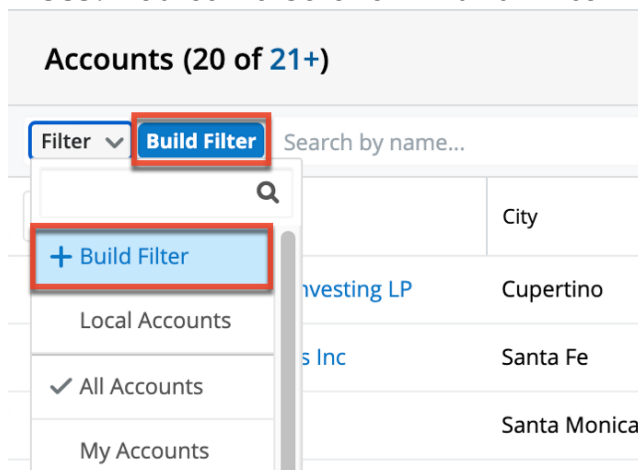 Accounts (20 of 21+)
Filter Build Filter Search by name...
City
+ Build Filter
Investing LP Cupertino
Local Accounts
s Inc Santa Fe
✓ All Accounts
Santa Monica
My Accounts